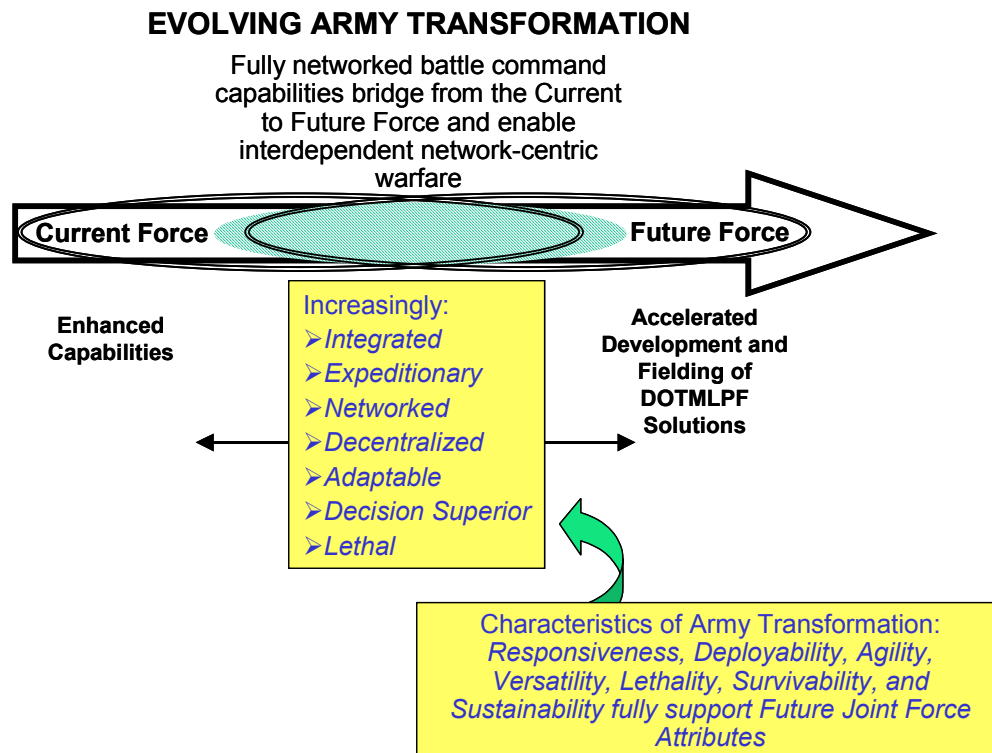 EVOLVING ARMY TRANSFORMATION
Fully networked battle command
capabilities bridge from the Current
to Future Force and enable
interdependent network-centric
warfare
Current Force
Future Force
Enhanced
Capabilities
Increasingly:
➢Integrated
➢Expeditionary
➢Networked
➢Decentralized
➢Adaptable
➢Decision Superior
➢Lethal
Accelerated
Development and
Fielding of
DOTMLPF
Solutions
Characteristics of Army Transformation:
Responsiveness, Deployability, Agility,
Versatility, Lethality, Survivability, and
Sustainability fully support Future Joint Force
Attributes